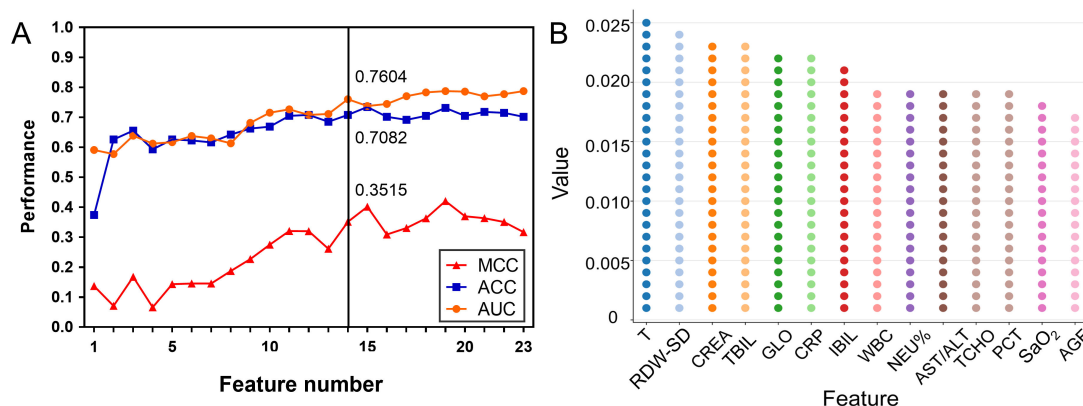 A
Performance
1.0
0.9
0.8
0.7
0.6
0.5
0.4
0.3
0.2
0.1
0.0
0.7604
0.7082
0.3515
MCC
ACC
AUC
1 5 10 15 20 23
Feature number
B
Value
0.025
0.020
0.015
0.010
0.005
0
T RDW-SD CREA TBIL GLO CRP IBIL WBC NEU% AST/ALT TCHO PCT SaO₂ AGE
Feature